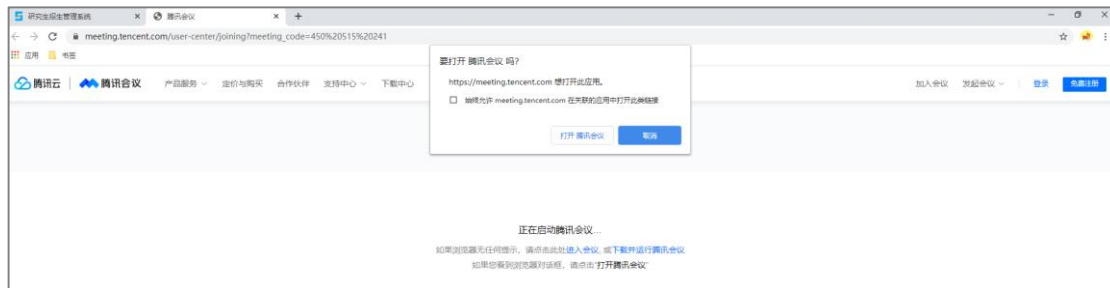 研究生招生管理系统
腾讯会议
meeting.tencent.com/user-center/joining?meeting_code=450%20515%20241
应用 书签
腾讯云 腾讯会议 产品服务 定价与购买 合作伙伴 支持中心 下载中心 加入会议 发起会议 登录 免费注册
要打开 腾讯会议 吗?
https://meeting.tencent.com 想打开此应用。
始终允许 meeting.tencent.com 在关联的应用中打开此类链接
打开 腾讯会议 取消
正在启动腾讯会议...
如果浏览器无任何提示，请点击此处进入会议, 或下载并运行腾讯会议
如果您看到浏览器对话框，请点击“打开腾讯会议”